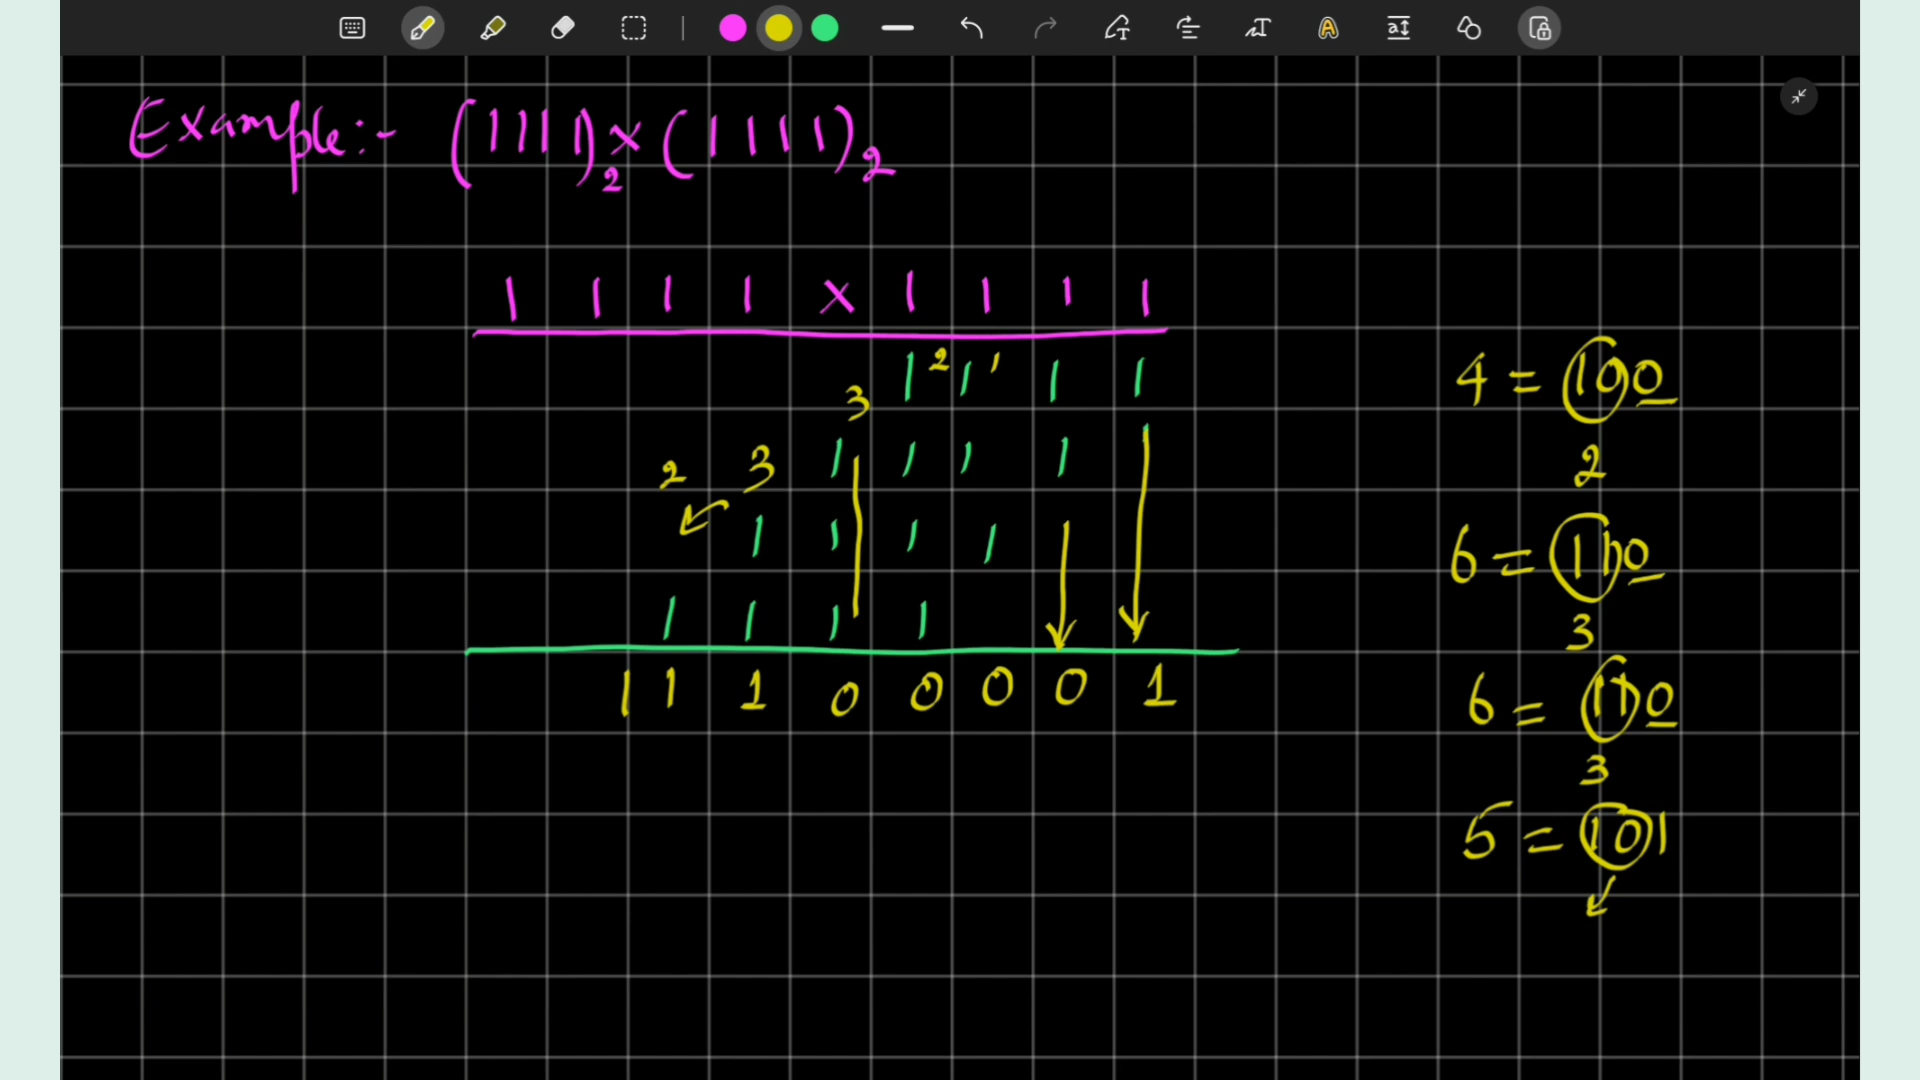 Example:- (1111)₂ × (1111)₂
1 1 1 1 × 1 1 1 1
3 1 2 1 1 1 1
2 3 1 1 1 1
1 1 1 1
1 1 1 1
1 1 1 0 0 0 0 1
4 = 100
2
6 = 110
3
6 = 110
3
5 = 101